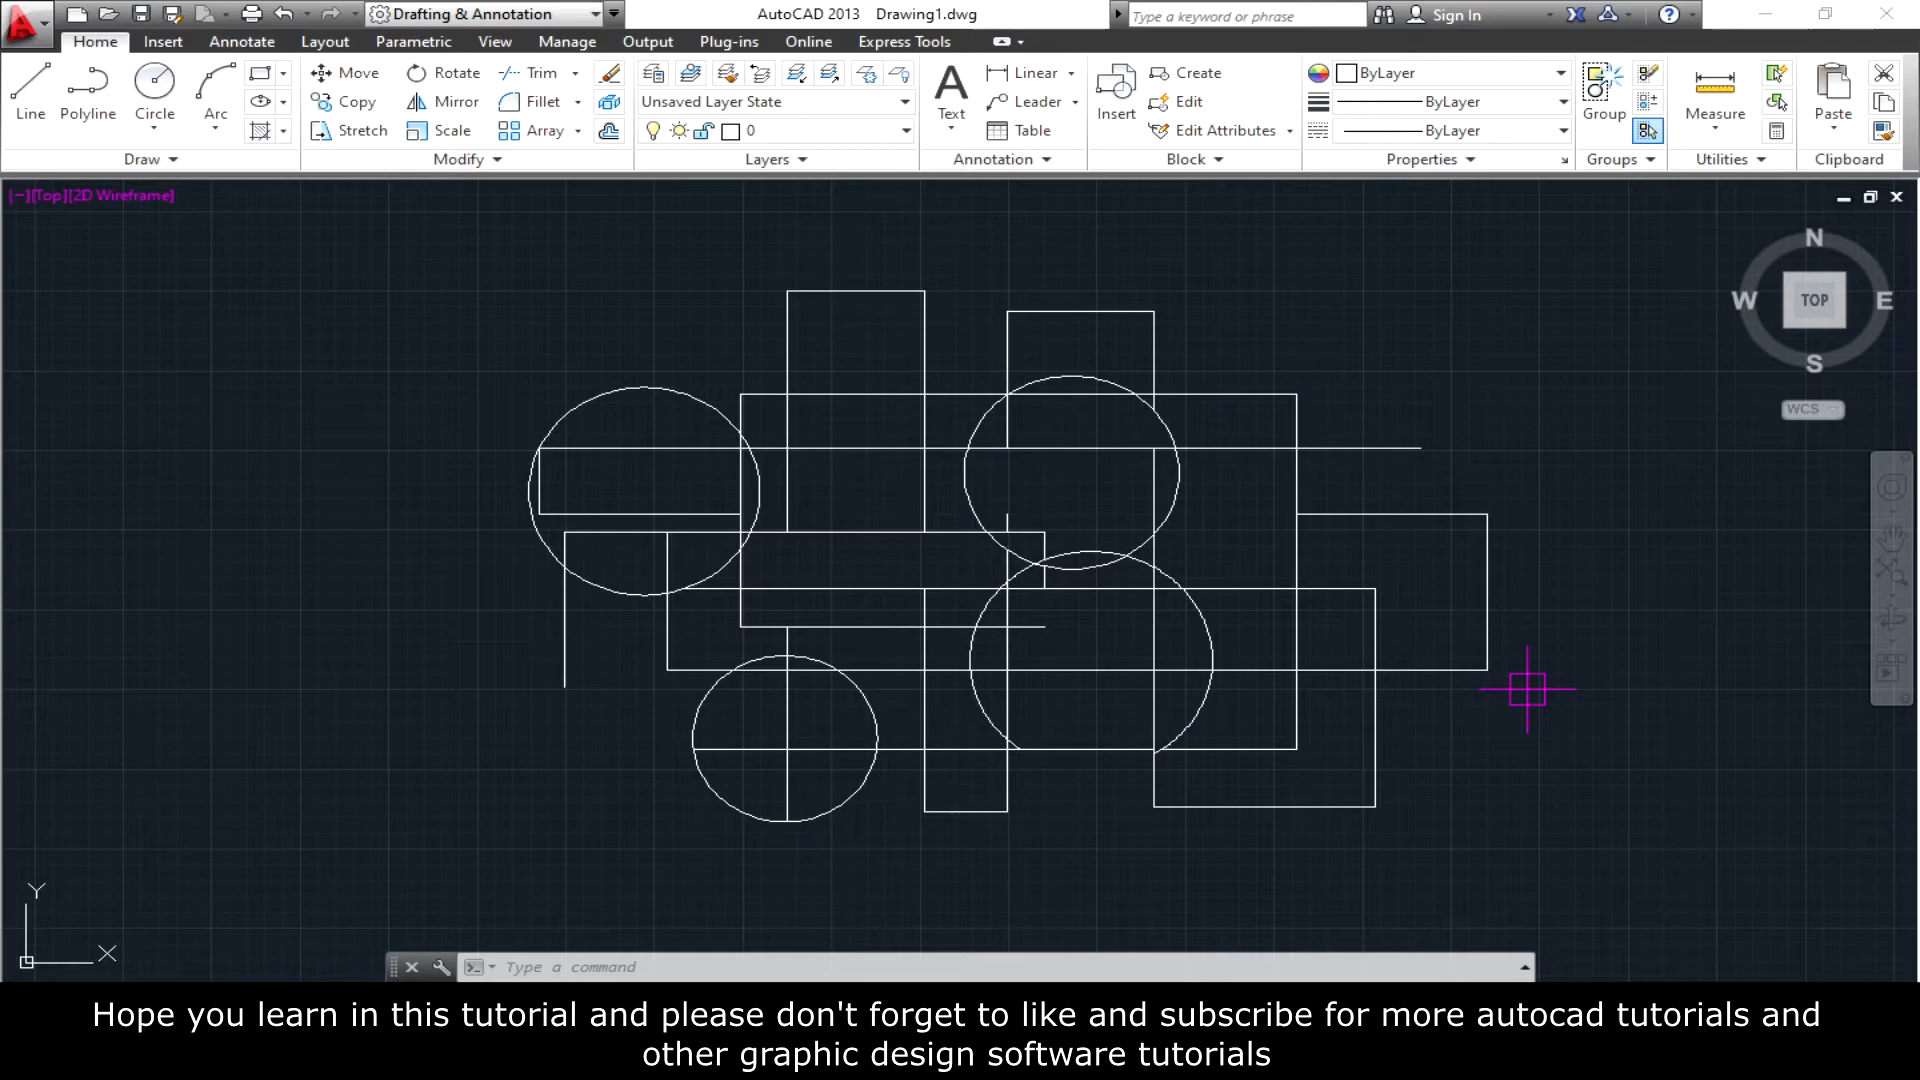 Drafting & Annotation
AutoCAD 2013 Drawing1.dwg
Type a keyword or phrase
Sign In
Home Insert Annotate Layout Parametric View Manage Output Plug-ins Online Express Tools
Line Polyline Circle Arc
Move Rotate Trim
Copy Mirror Fillet
Stretch Scale Array
Unsaved Layer State
0
Text
Linear
Leader
Table
Insert
Create
Edit
Edit Attributes
ByLayer
ByLayer
ByLayer
Group
Measure
Paste
Draw Modify Layers Annotation Block Properties Groups Utilities Clipboard
[−][Top][2D Wireframe]
N
W TOP E
S
WCS
Y
X
Type a command
Hope you learn in this tutorial and please don't forget to like and subscribe for more autocad tutorials and
other graphic design software tutorials